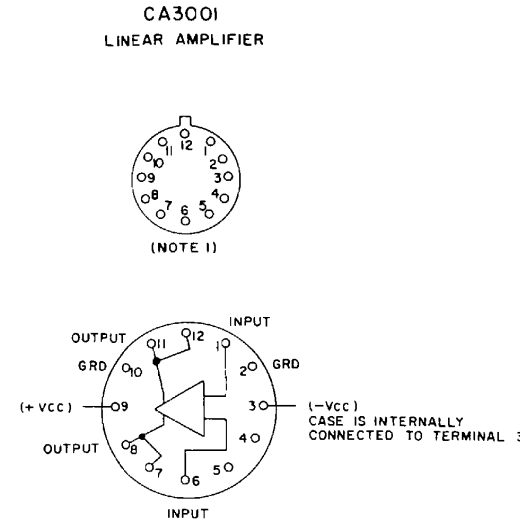 CA3001
LINEAR AMPLIFIER
12
11 1
10 2
9 3
8 4
7 5
6
(NOTE 1)
INPUT
OUTPUT 11 12 1
GRD 10 2 GRD
(+ VCC) 9 3 (-VCC)
CASE IS INTERNALLY
4 CONNECTED TO TERMINAL 3
OUTPUT 8
7 6 5
INPUT